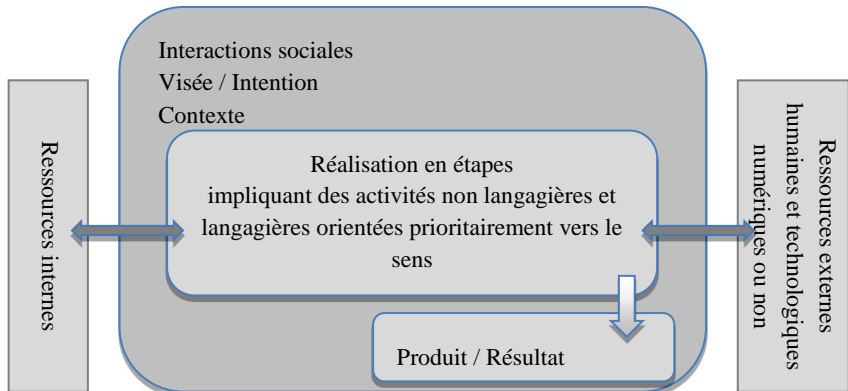 Interactions sociales
Visée / Intention
Contexte
Ressources internes
Réalisation en étapes
impliquant des activités non langagières et
langagières orientées prioritairement vers le
sens
Ressources externes
humaines et technologiques
numériques ou non
Produit / Résultat